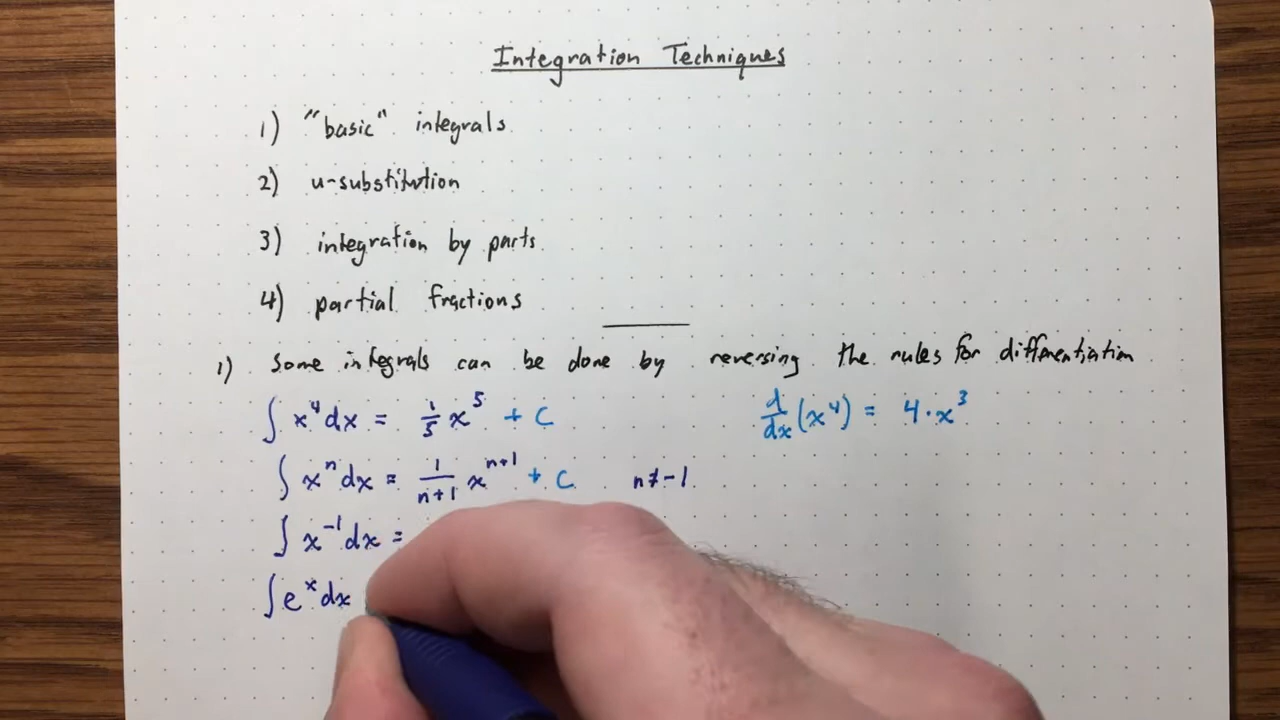 Integration Techniques
1) "basic" integrals
2) u-substitution
3) integration by parts
4) partial fractions
1) Some integrals can be done by reversing the rules for differentiation
∫ x⁴ dx = 1/5 x⁵ + C d/dx (x⁴) = 4·x³
∫ xⁿ dx = 1/(n+1) xⁿ⁺¹ + C n≠-1
∫ x⁻¹ dx =
∫ eˣ dx